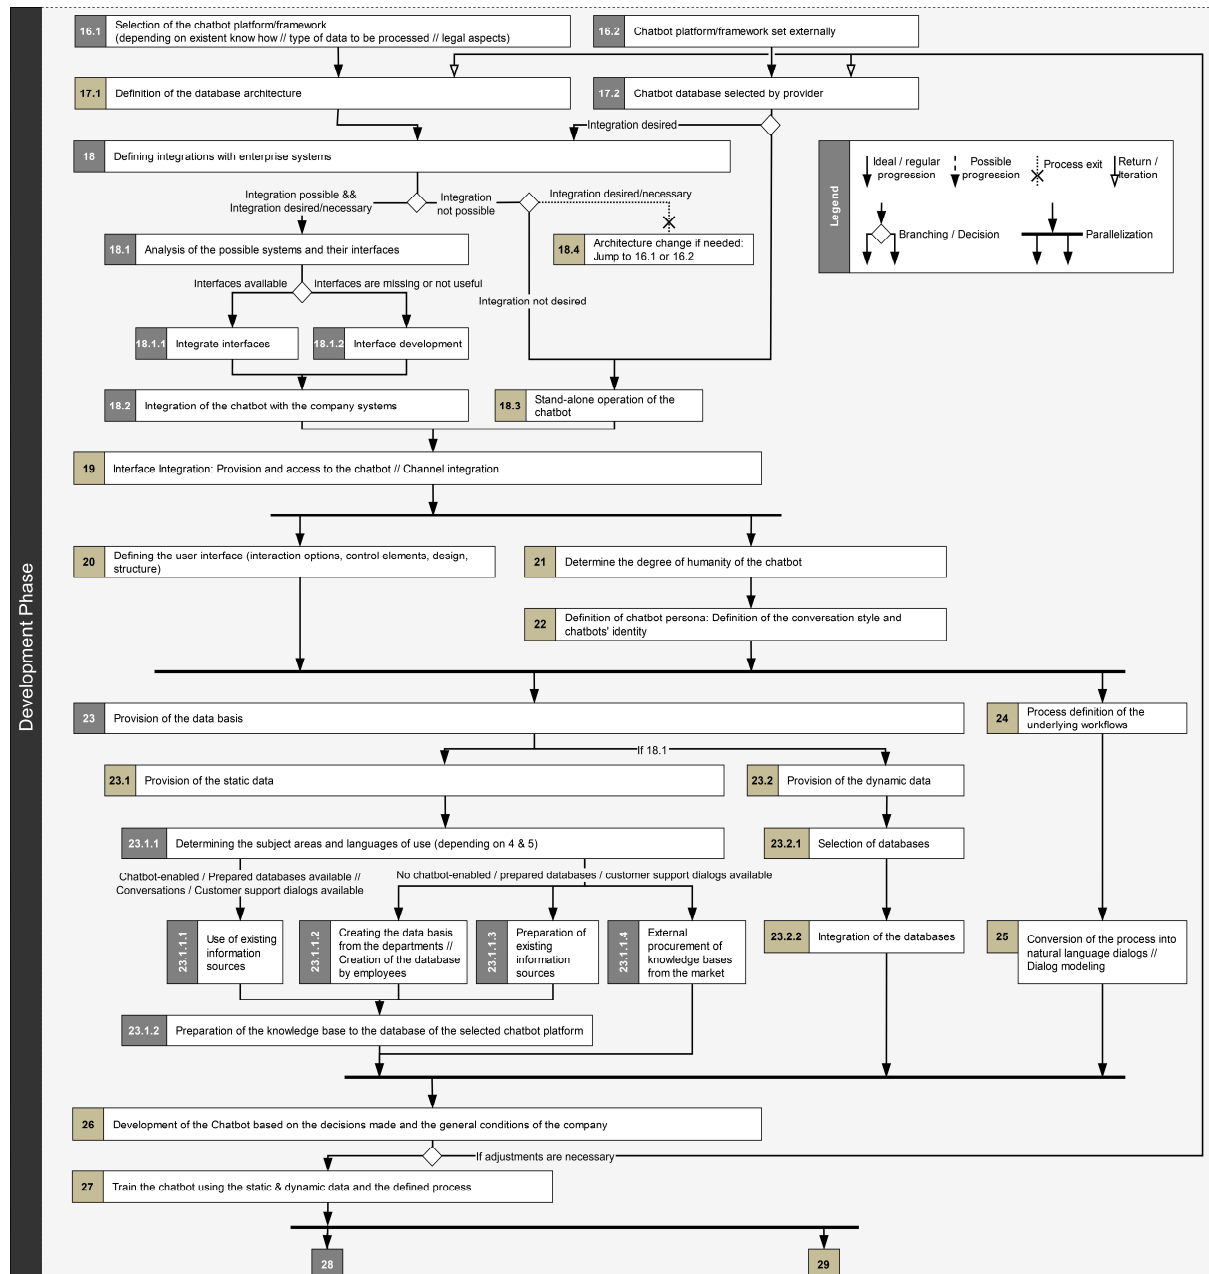 16.1
Selection of the chatbot platform/framework
(depending on existent know how // type of data to be processed // legal aspects)
16.2
Chatbot platform/framework set externally
17.1
Definition of the database architecture
17.2
Chatbot database selected by provider
Integration desired
18
Defining integrations with enterprise systems
Legend
Ideal / regular
progression
Possible
progression
Process exit
Return /
Iteration
Branching / Decision
Parallelization
Integration possible &&
Integration desired/necessary
Integration
not possible
Integration desired/necessary
18.1
Analysis of the possible systems and their interfaces
18.4
Architecture change if needed:
Jump to 16.1 or 16.2
Interfaces available
Interfaces are missing or not useful
Integration not desired
18.1.1
Integrate interfaces
18.1.2
Interface development
18.2
Integration of the chatbot with the company systems
18.3
Stand-alone operation of the
chatbot
19
Interface Integration: Provision and access to the chatbot // Channel integration
Development Phase
20
Defining the user interface (interaction options, control elements, design,
structure)
21
Determine the degree of humanity of the chatbot
22
Definition of chatbot persona: Definition of the conversation style and
chatbots' identity
23
Provision of the data basis
24
Process definition of the
underlying workflows
If 18.1
23.1
Provision of the static data
23.2
Provision of the dynamic data
23.1.1
Determining the subject areas and languages of use (depending on 4 & 5)
23.2.1
Selection of databases
Chatbot-enabled / Prepared databases available //
Conversations / Customer support dialogs available
No chatbot-enabled / prepared databases / customer support dialogs available
23.1.1.1
Use of existing
information
sources
23.1.1.2
Creating the data basis
from the departments //
Creation of the database
by employees
23.1.1.3
Preparation of
existing
information
sources
23.1.1.4
External
procurement of
knowledge bases
from the market
23.2.2
Integration of the databases
25
Conversion of the process into
natural language dialogs //
Dialog modeling
23.1.2
Preparation of the knowledge base to the database of the selected chatbot platform
26
Development of the Chatbot based on the decisions made and the general conditions of the company
If adjustments are necessary
27
Train the chatbot using the static & dynamic data and the defined process
28
29